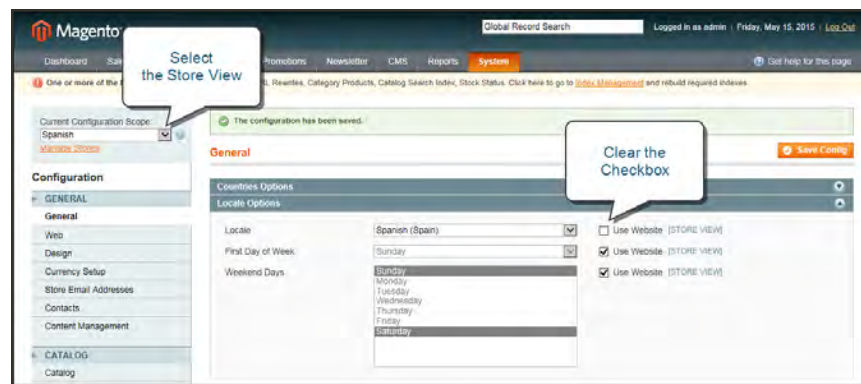 Magento
Global Record Search
Logged in as admin | Friday, May 15, 2015 | Log Out
Select
the Store View
Dashboard
Promotions Newsletter CMS Reports System
Get help for this page
One or more of the
Rewrites, Category Products, Catalog Search Index, Stock Status. Click here to go to Index Management and rebuild required indexes.
Current Configuration Scope:
Spanish
Manage Stores
The configuration has been saved.
General
Clear the
Checkbox
Save Config
Configuration
Countries Options
GENERAL
Locale Options
General
Locale Spanish (Spain) Use Website [STORE VIEW]
Web
First Day of Week Sunday Use Website [STORE VIEW]
Design
Weekend Days Sunday Use Website [STORE VIEW]
Currency Setup
Monday
Tuesday
Store Email Addresses
Wednesday
Thursday
Contacts
Friday
Content Management
Saturday
CATALOG
Catalog